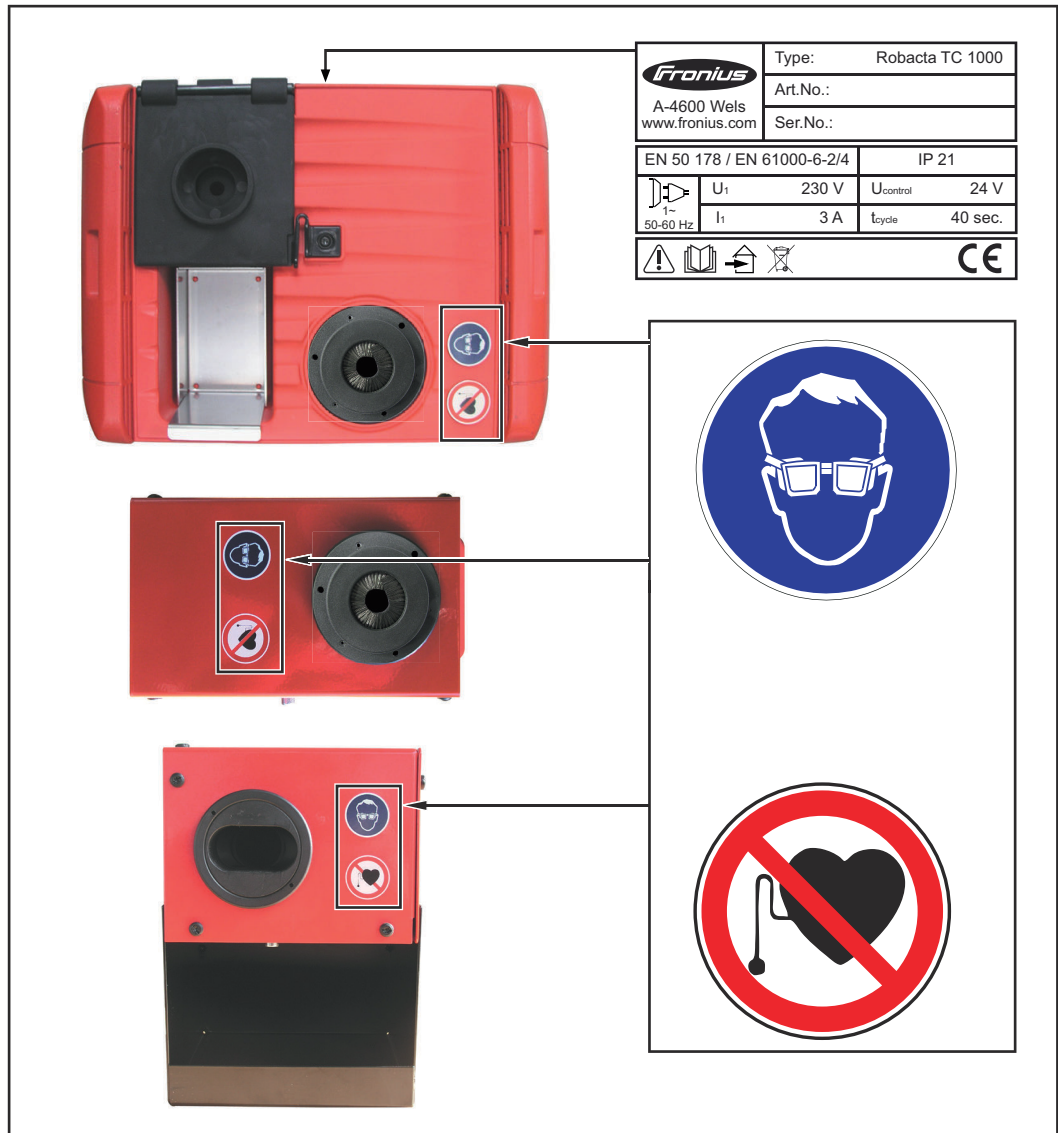 Fronius
A-4600 Wels
www.fronius.com
Type: Robacta TC 1000
Art.No.:
Ser.No.:
EN 50 178 / EN 61000-6-2/4 IP 21
1~
50-60 Hz
U1 230 V Ucontrol 24 V
I1 3 A tcycle 40 sec.
CE